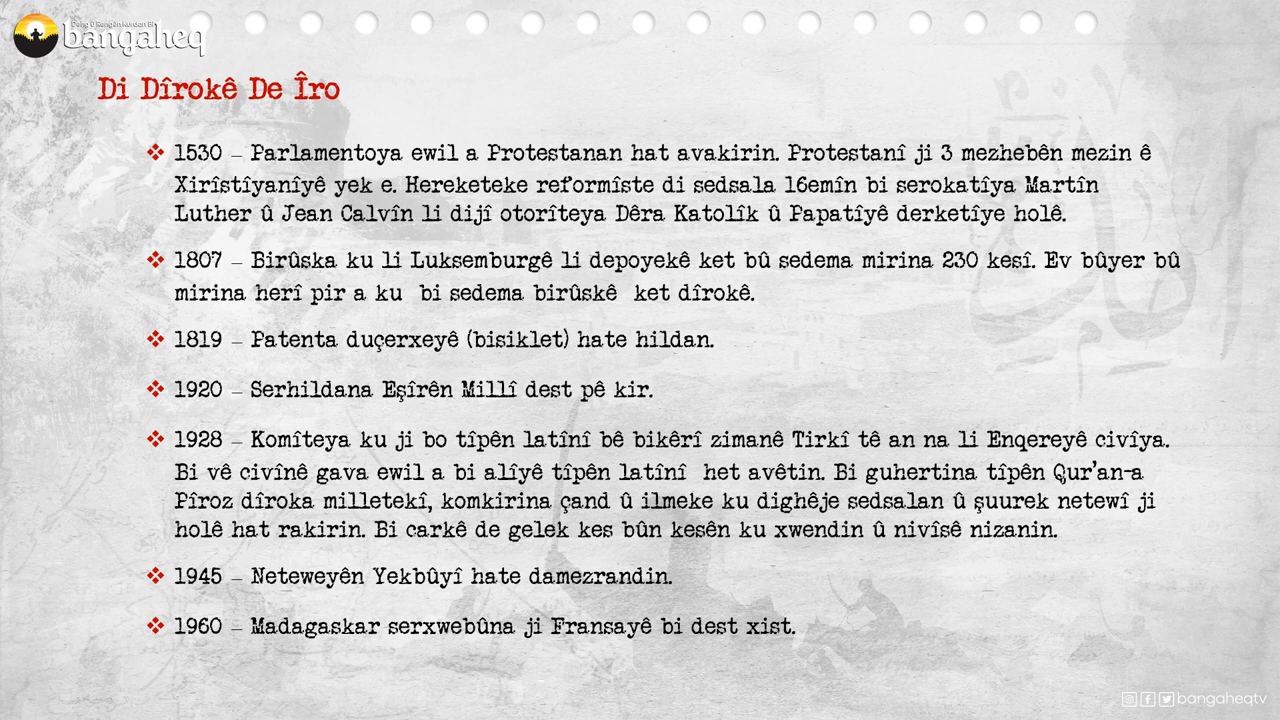 Deng û Rengên Kurdan Bi
bangaheq
Di Dîrokê De Îro
❖ 1530 – Parlamentoya ewil a Protestanan hat avakirin. Protestanî ji 3 mezhebên mezin ê
Xirîstîyanîyê yek e. Hereketeke reformîste di sedsala 16emîn bi serokatîya Martîn
Luther û Jean Calvîn li dijî otorîteya Dêra Katolîk û Papatîyê derketîye holê.
❖ 1807 – Birûska ku li Luksemburgê li depoyekê ket bû sedema mirina 230 kesî. Ev bûyer bû
mirina herî pir a ku bi sedema birûskê ket dîrokê.
❖ 1819 – Patenta duçerxeyê (bisiklet) hate hildan.
❖ 1920 – Serhildana Eşîrên Millî dest pê kir.
❖ 1928 – Komîteya ku ji bo tîpên latînî bê bikêrî zimanê Tirkî tê an na li Enqereyê civîya.
Bi vê civînê gava ewil a bi alîyê tîpên latînî het avêtin. Bi guhertina tîpên Qur'an-a
Pîroz dîroka milletekî, komkirina çand û ilmeke ku dighêje sedsalan û şuurek netewî ji
holê hat rakirin. Bi carkê de gelek kes bûn kesên ku xwendin û nivîsê nizanin.
❖ 1945 – Neteweyên Yekbûyî hate damezrandin.
❖ 1960 – Madagaskar serxwebûna ji Fransayê bi dest xist.
bangaheqtv